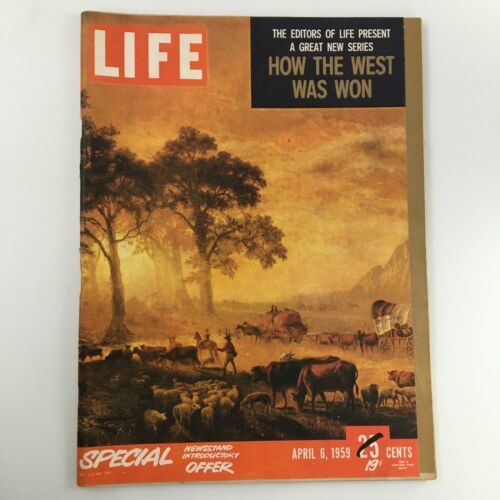 LIFE
THE EDITORS OF LIFE PRESENT
A GREAT NEW SERIES
HOW THE WEST
WAS WON
SPECIAL
NEWSSTAND
INTRODUCTORY
OFFER
APRIL 6, 1959 25 CENTS
19¢